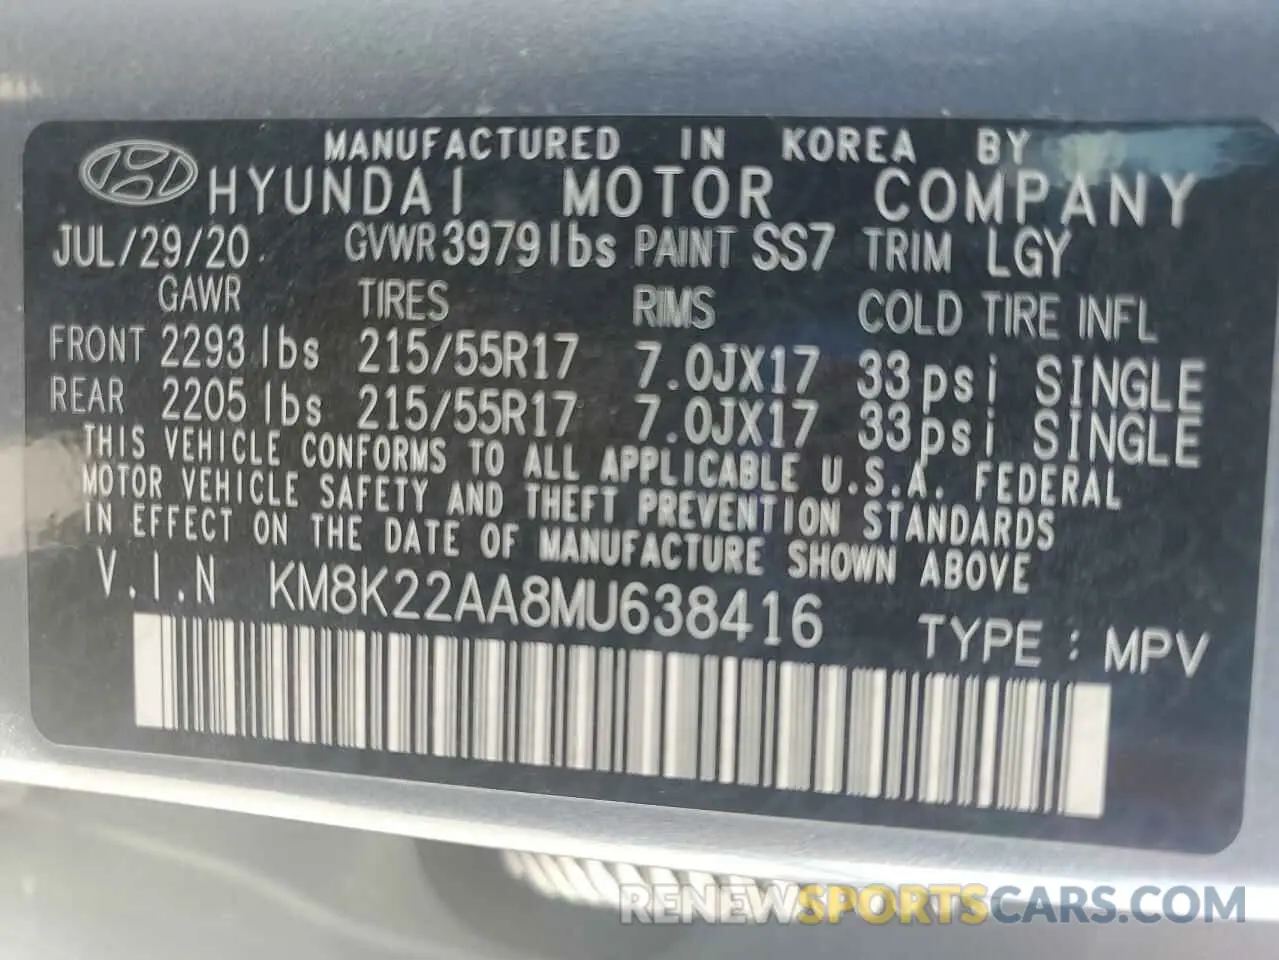 MANUFACTURED IN KOREA BY
HYUNDAI MOTOR COMPANY
JUL/29/20 GVWR 3979lbs PAINT SS7 TRIM LGY
GAWR TIRES RIMS COLD TIRE INFL
FRONT 2293 lbs 215/55R17 7.0JX17 33psi SINGLE
REAR 2205 lbs 215/55R17 7.0JX17 33psi SINGLE
THIS VEHICLE CONFORMS TO ALL APPLICABLE U.S.A. FEDERAL
MOTOR VEHICLE SAFETY AND THEFT PREVENTION STANDARDS
IN EFFECT ON THE DATE OF MANUFACTURE SHOWN ABOVE
V.I.N KM8K22AA8MU638416 TYPE : MPV
RENEWSPORTSCARS.COM